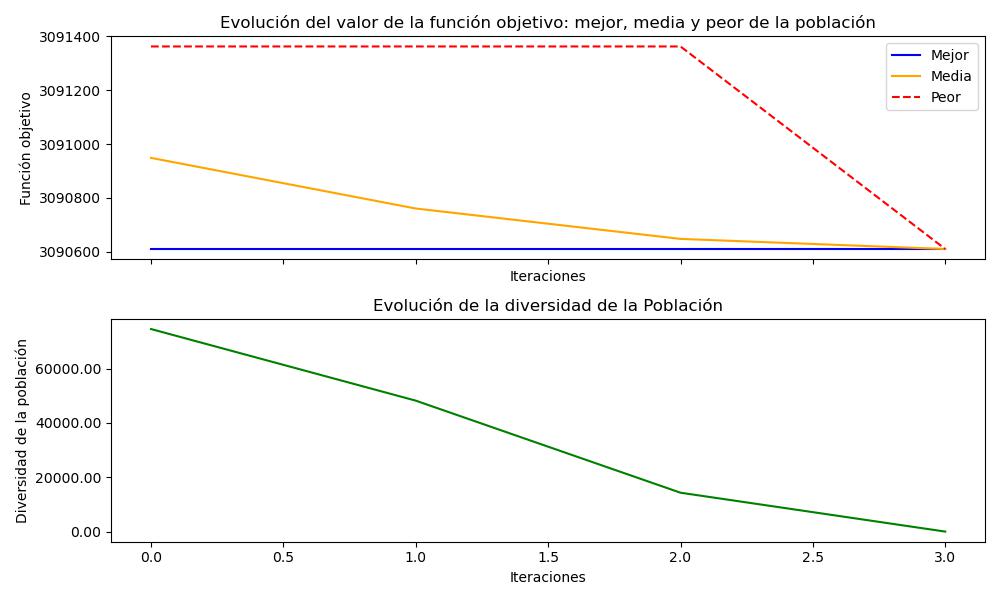 Evolución del valor de la función objetivo: mejor, media y peor de la población
3091400
3091200
3091000
3090800
3090600
Función objetivo
Mejor
Media
Peor
Iteraciones
Evolución de la diversidad de la Población
60000.00
40000.00
20000.00
0.00
Diversidad de la población
0.0 0.5 1.0 1.5 2.0 2.5 3.0
Iteraciones